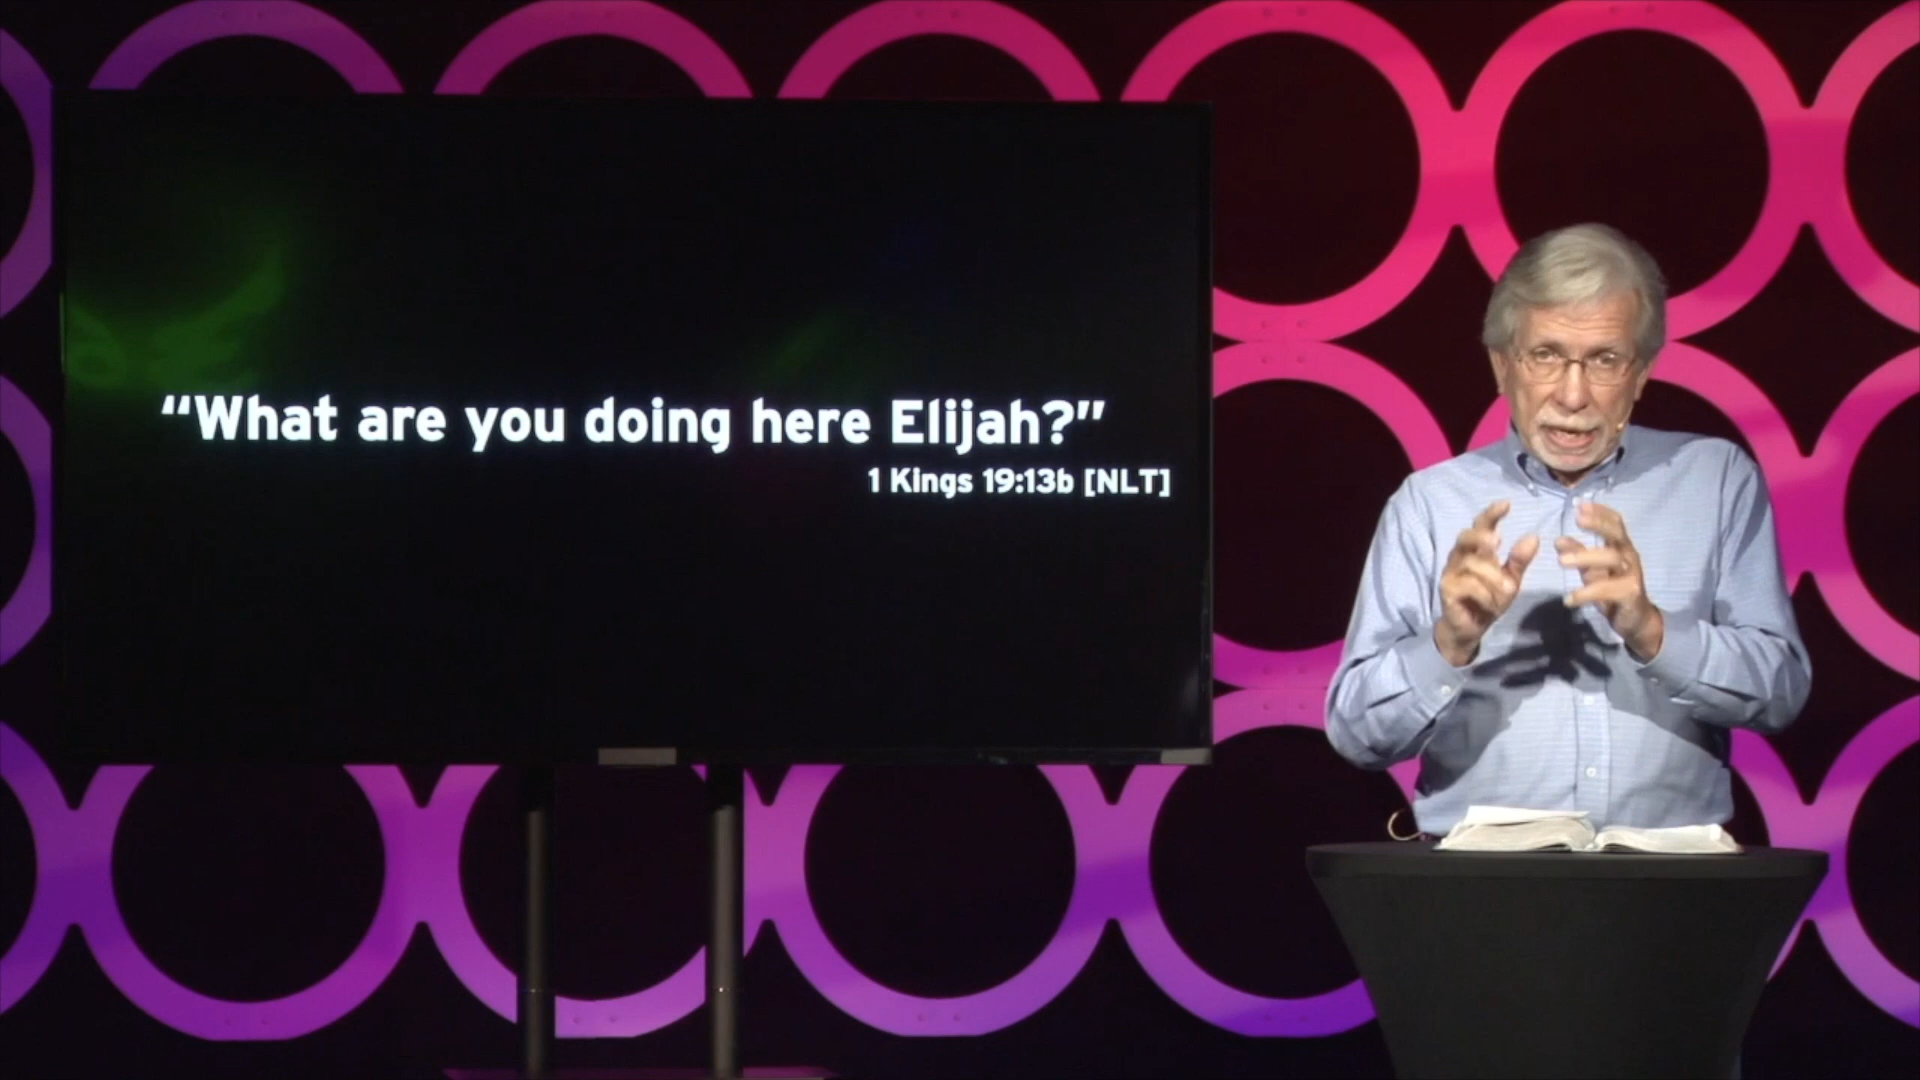 “What are you doing here Elijah?”
1 Kings 19:13b [NLT]